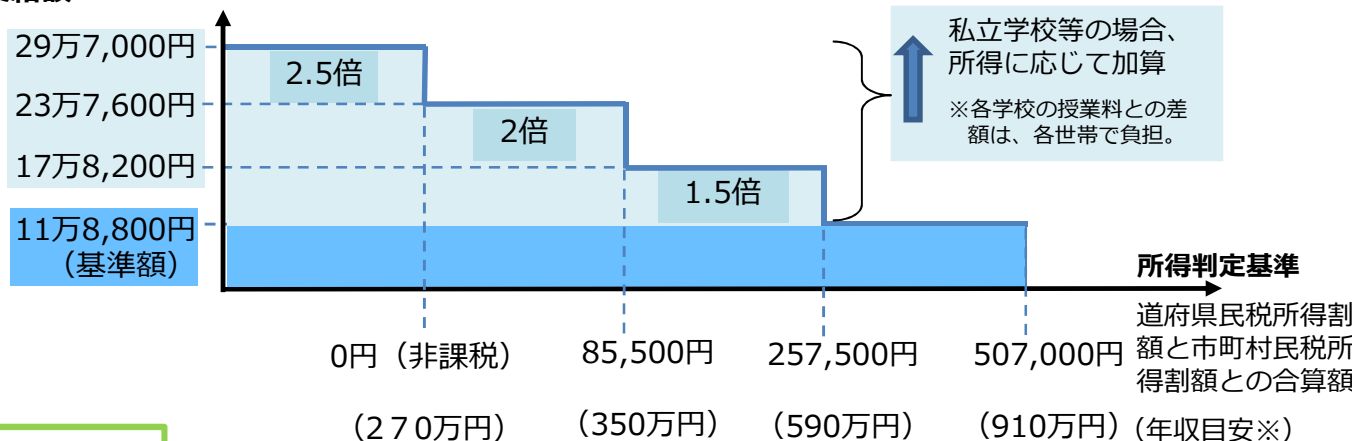 29万7,000円
23万7,600円
17万8,200円
11万8,800円
（基準額）
2.5倍
2倍
1.5倍
私立学校等の場合、
所得に応じて加算
※各学校の授業料との差
額は、各世帯で負担。
所得判定基準
道府県民税所得割
額と市町村民税所
得割額との合算額
（年収目安※）
0円（非課税）
85,500円
257,500円
507,000円
（２７０万円）
（350万円）
（590万円）
（910万円）